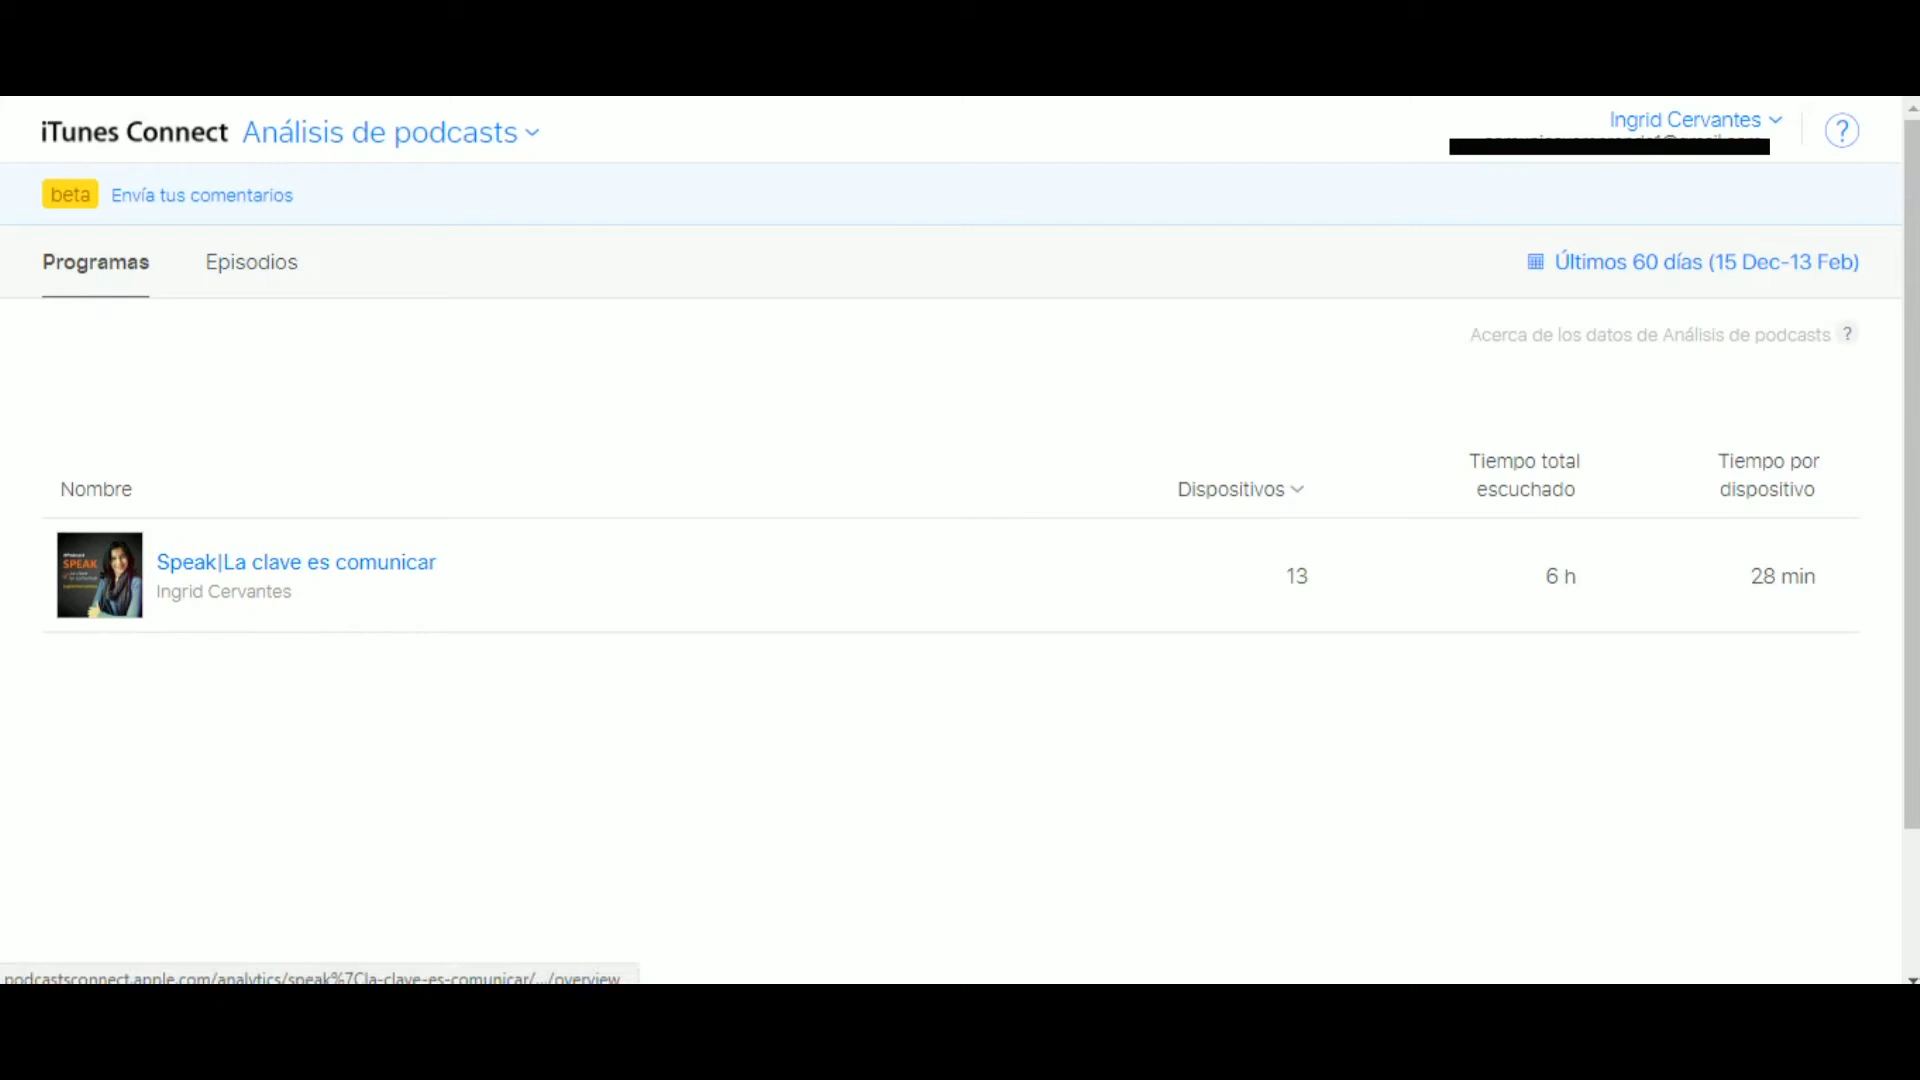 iTunes Connect Análisis de podcasts
Ingrid Cervantes
?
beta Envía tus comentarios
Programas Episodios
Últimos 60 días (15 Dec-13 Feb)
Acerca de los datos de Análisis de podcasts ?
Nombre
Dispositivos
Tiempo total
escuchado
Tiempo por
dispositivo
SPEAK
Speak|La clave es comunicar
Ingrid Cervantes
13
6 h
28 min
podcastsconnect.apple.com/analytics/speak%7Cla-clave-es-comunicar/.../overview